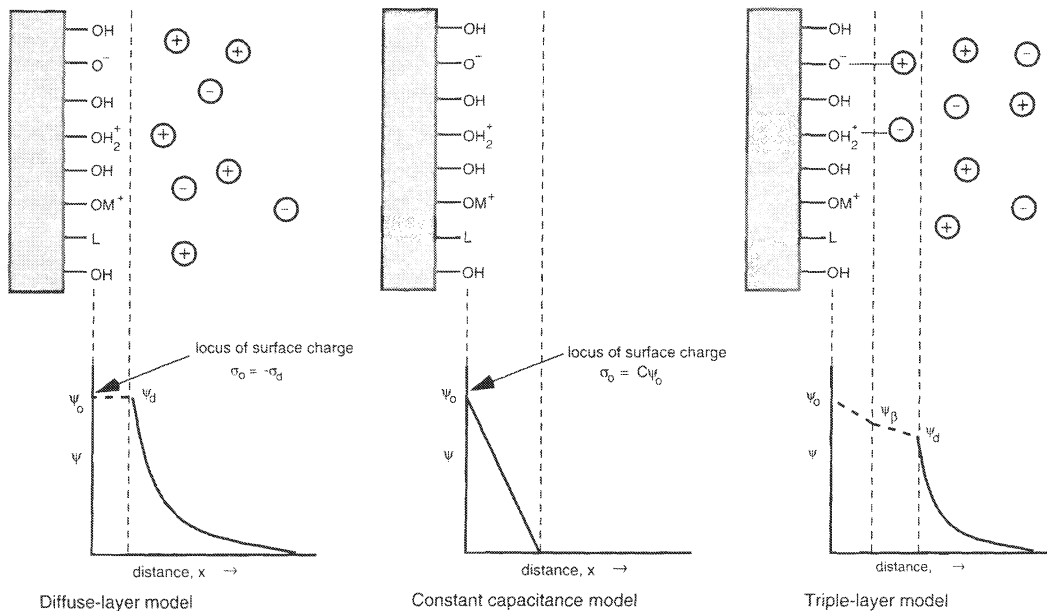 OH
O⁻
OH
OH₂⁺
OH
OM⁺
L
OH
locus of surface charge
σₒ = -σd
Ψₒ
Ψd
Ψ
distance, x →
Diffuse-layer model
OH
O⁻
OH
OH₂⁺
OH
OM⁺
L
OH
locus of surface charge
σₒ = CΨₒ
Ψₒ
Ψ
distance, x →
Constant capacitance model
OH
O⁻
OH
OH₂⁺
OH
OM⁺
L
OH
Ψₒ
Ψβ
Ψd
Ψ
distance, →
Triple-layer model